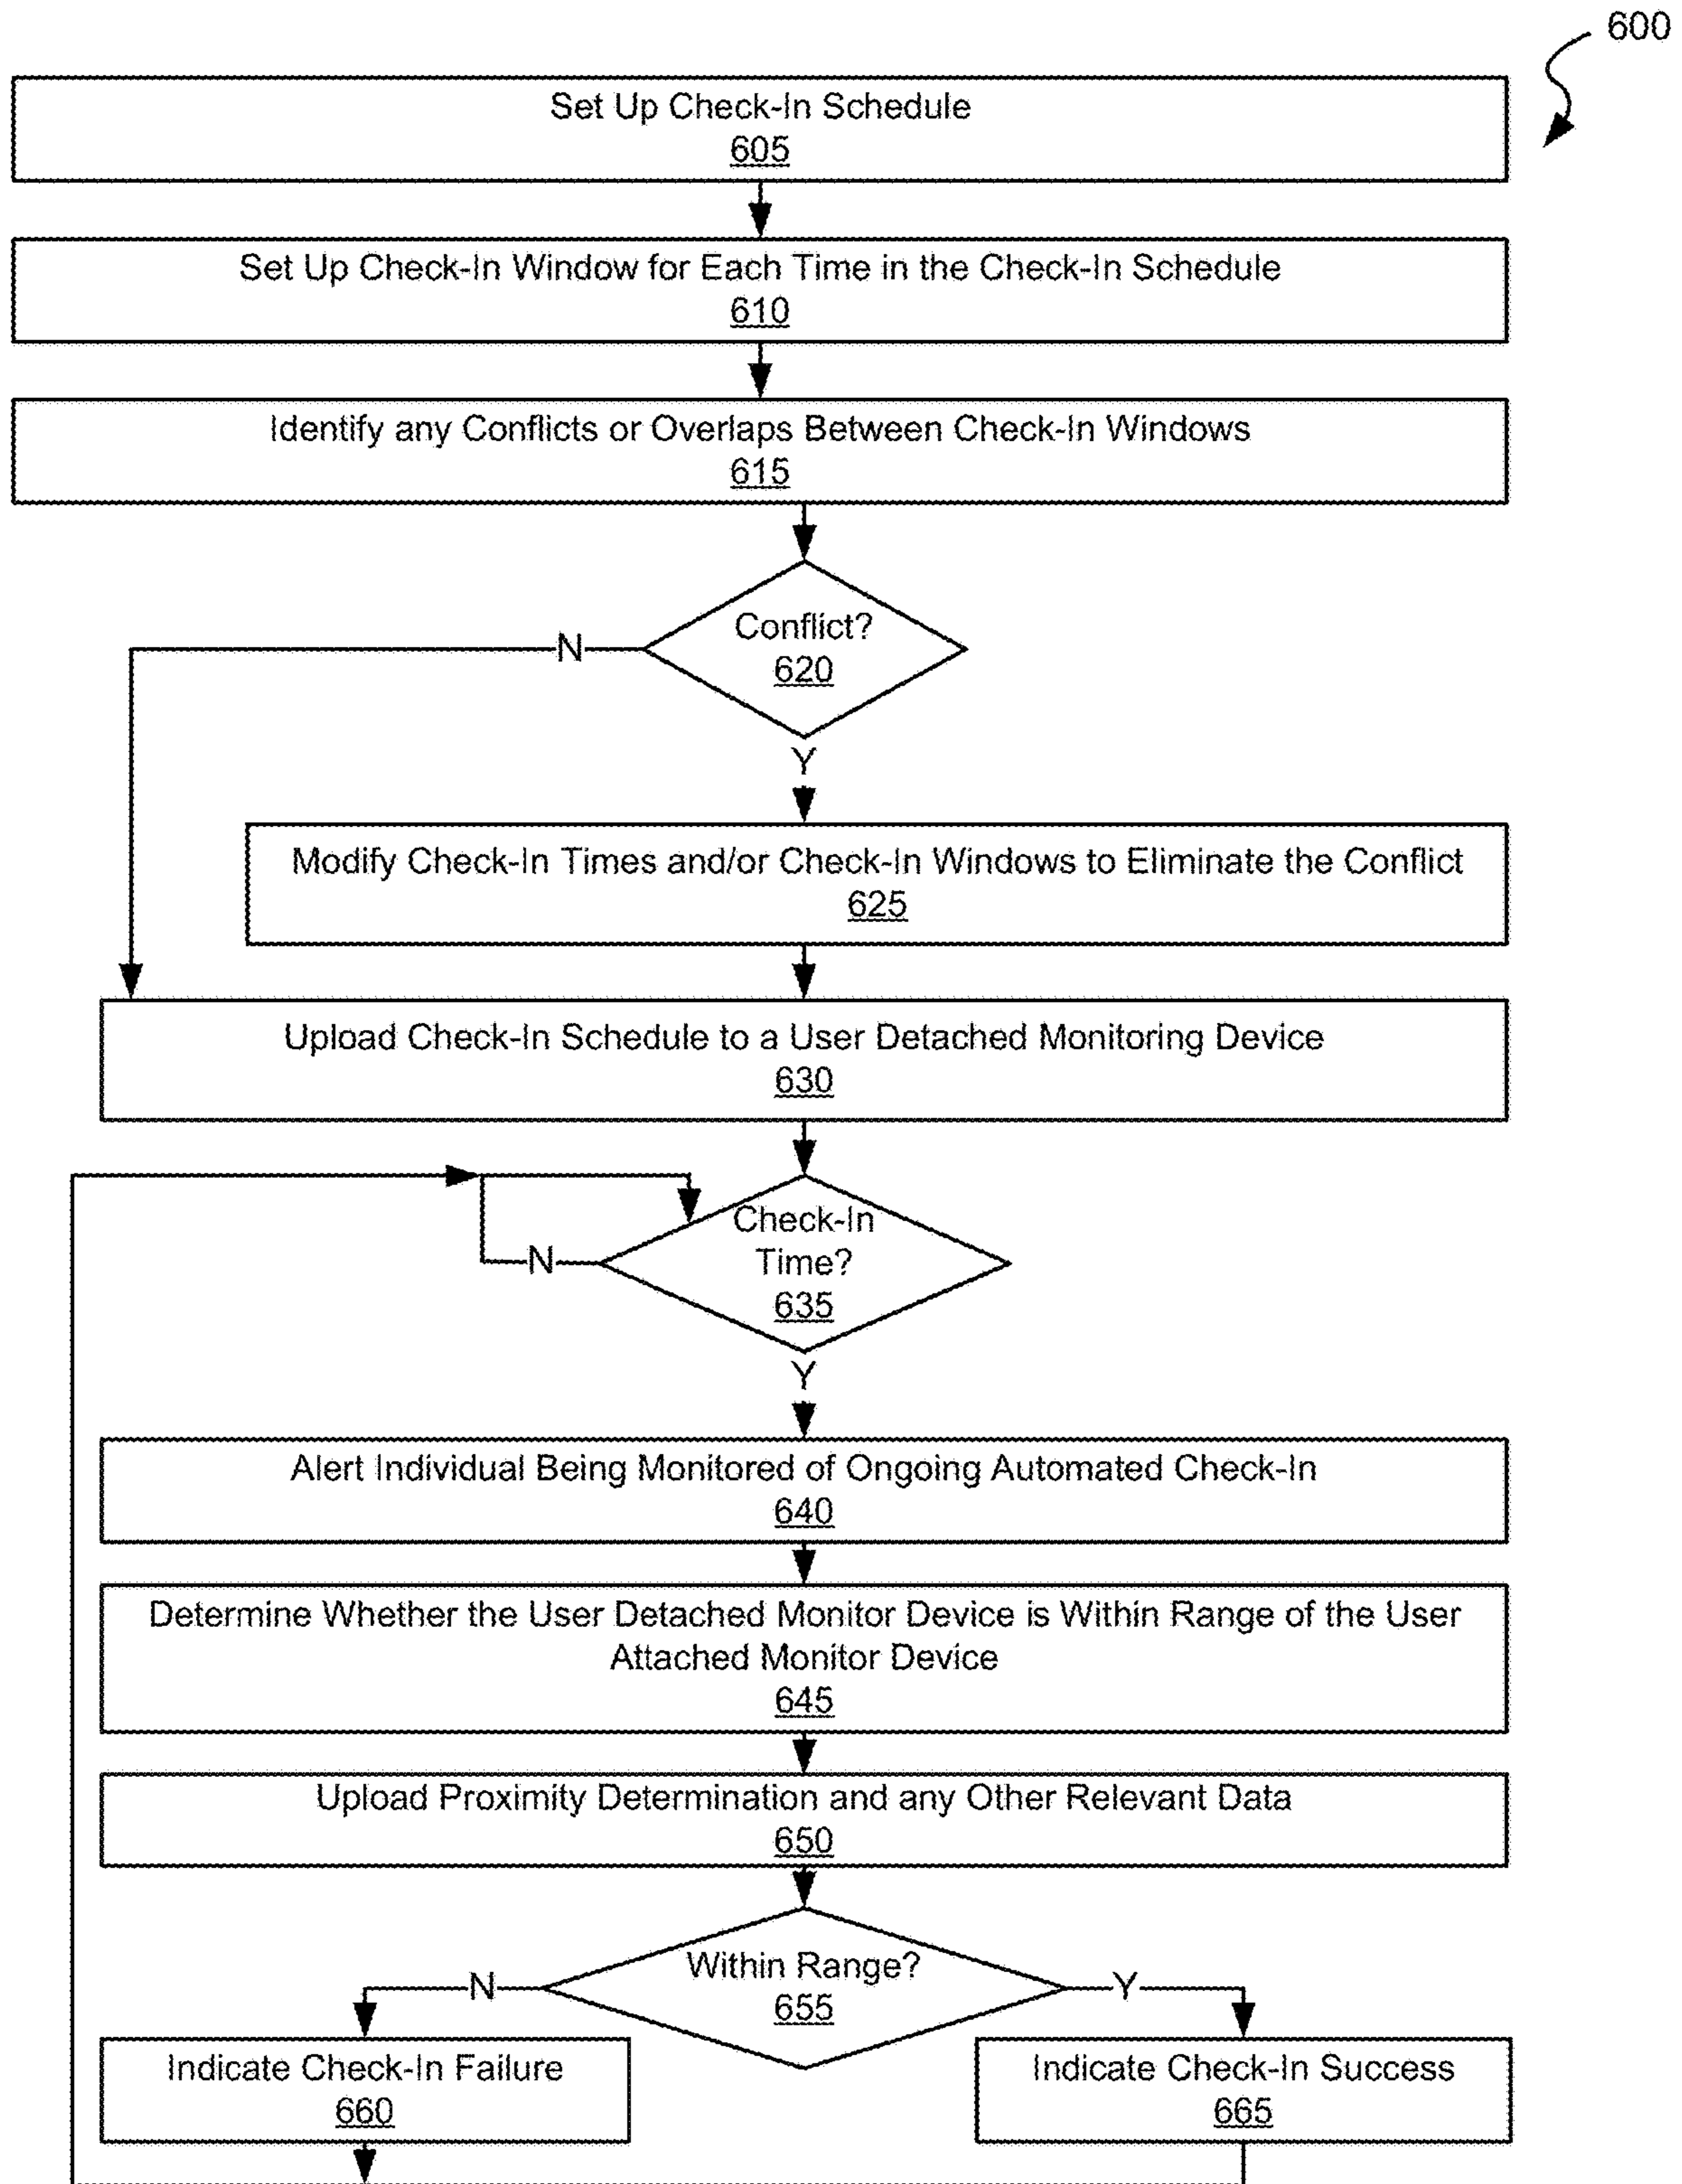 600
Set Up Check-In Schedule
605
Set Up Check-In Window for Each Time in the Check-In Schedule
610
Identify any Conflicts or Overlaps Between Check-In Windows
615
Conflict?
620
N
Y
Modify Check-In Times and/or Check-In Windows to Eliminate the Conflict
625
Upload Check-In Schedule to a User Detached Monitoring Device
630
Check-In
Time?
635
N
Y
Alert Individual Being Monitored of Ongoing Automated Check-In
640
Determine Whether the User Detached Monitor Device is Within Range of the User
Attached Monitor Device
645
Upload Proximity Determination and any Other Relevant Data
650
Within Range?
655
N
Y
Indicate Check-In Failure
660
Indicate Check-In Success
665